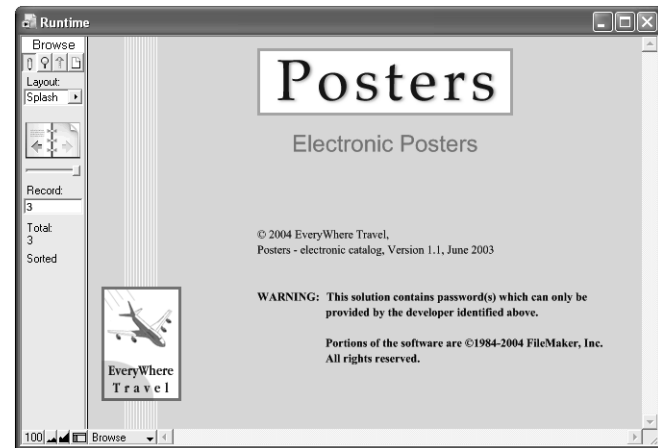 Runtime
Browse
Layout:
Splash
Record:
3
Total:
3
Sorted
Posters
Electronic Posters
© 2004 EveryWhere Travel,
Posters - electronic catalog, Version 1.1, June 2003
WARNING: This solution contains password(s) which can only be
provided by the developer identified above.
Portions of the software are ©1984-2004 FileMaker, Inc.
All rights reserved.
EveryWhere
Travel
100 Browse